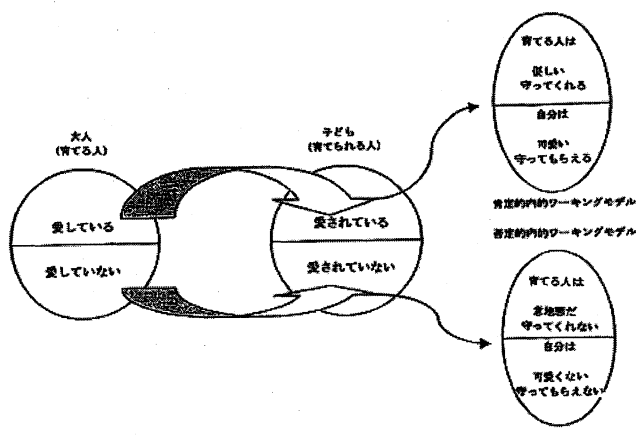 大人
(育てる人)
愛している
愛していない
子ども
(育てられる人)
愛されている
愛されていない
育てる人は
優しい
守ってくれる
自分は
可愛い
守ってもらえる
肯定的内的ワーキングモデル
否定的内的ワーキングモデル
育てる人は
意地悪だ
守ってくれない
自分は
可愛くない
守ってもらえない